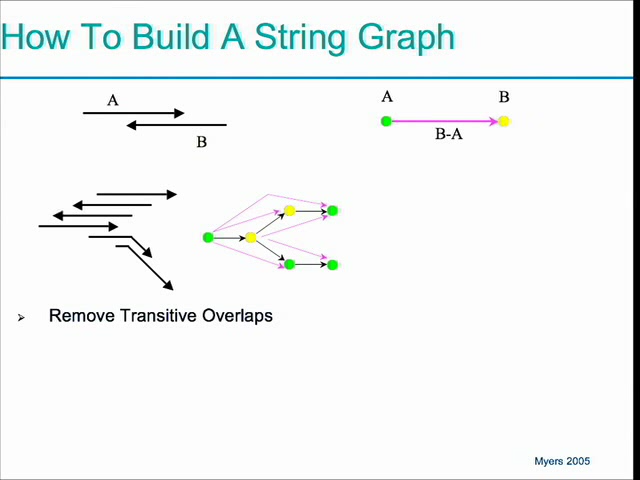 How To Build A String Graph
A
B
A
B
B-A
Remove Transitive Overlaps
Myers 2005